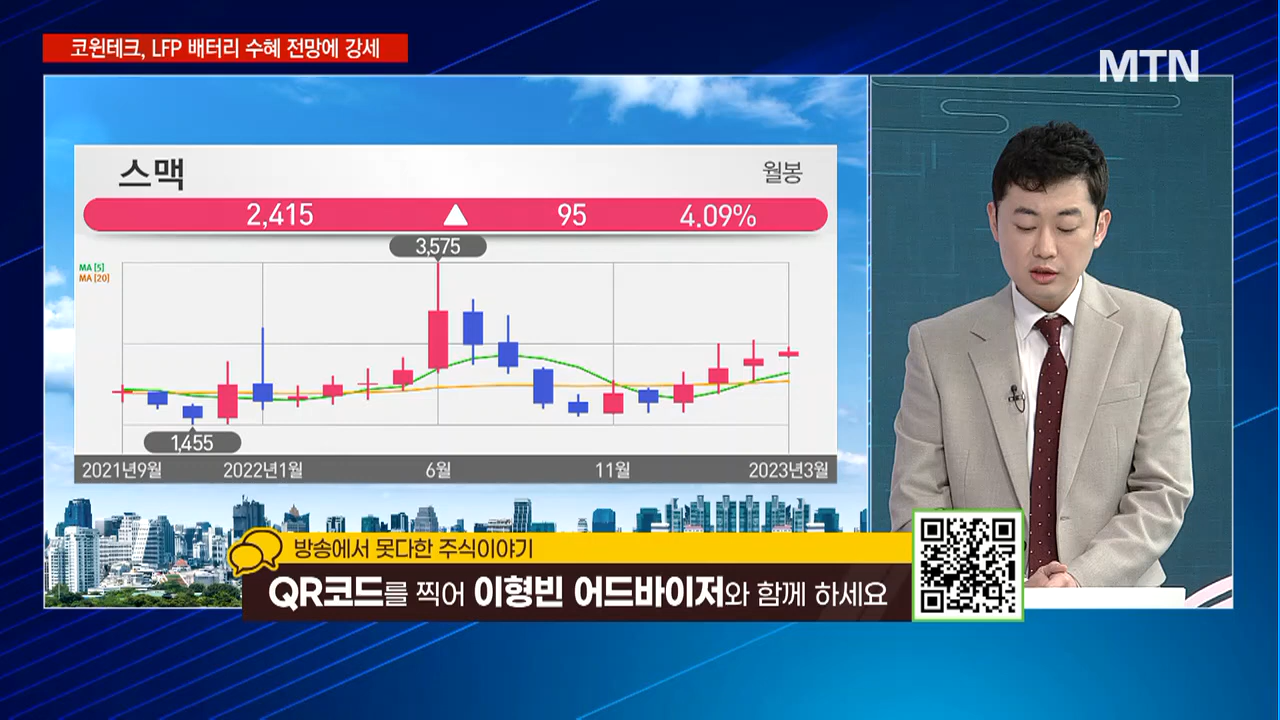 코윈테크, LFP 배터리 수혜 전망에 강세
MTN
스맥
월봉
2,415 ▲ 95 4.09%
3,575
MA [5]
MA [20]
1,455
2021년9월 2022년1월 6월 11월 2023년3월
방송에서 못다한 주식이야기
QR코드를 찍어 이형빈 어드바이저와 함께 하세요